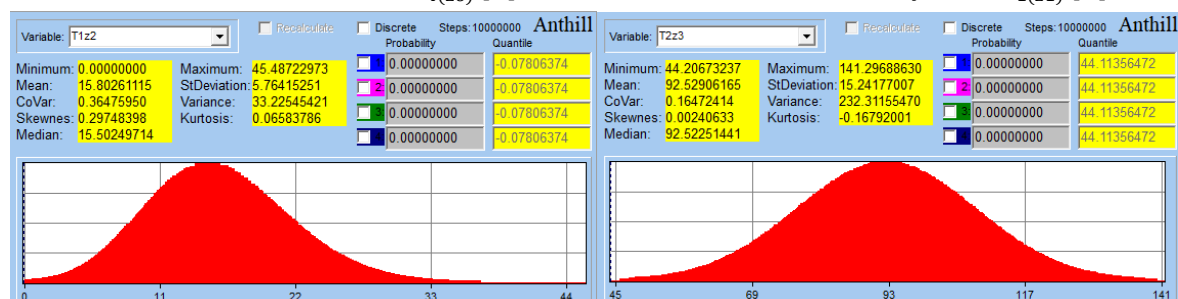 Variable: T1z2
Recalculate
Discrete Steps:10000000 Anthill
Probability Quantile
Minimum: 0.00000000 Maximum: 45.48722973
Mean: 15.80261115 StDeviation: 5.76415251
CoVar: 0.36475950 Variance: 33.22545421
Skewnes: 0.29748398 Kurtosis: 0.06583786
Median: 15.50249714
1 0.00000000 -0.07806374
2 0.00000000 -0.07806374
3 0.00000000 -0.07806374
0.00000000 -0.07806374
0 11 22 33 44
Variable: T2z3
Recalculate
Discrete Steps:10000000 Anthill
Probability Quantile
Minimum: 44.20673237 Maximum: 141.29688630
Mean: 92.52906165 StDeviation: 15.24177007
CoVar: 0.16472414 Variance: 232.31155470
Skewnes: 0.00240633 Kurtosis: -0.16792001
Median: 92.52251441
1 0.00000000 44.11356472
2 0.00000000 44.11356472
3 0.00000000 44.11356472
0.00000000 44.11356472
45 69 93 117 141